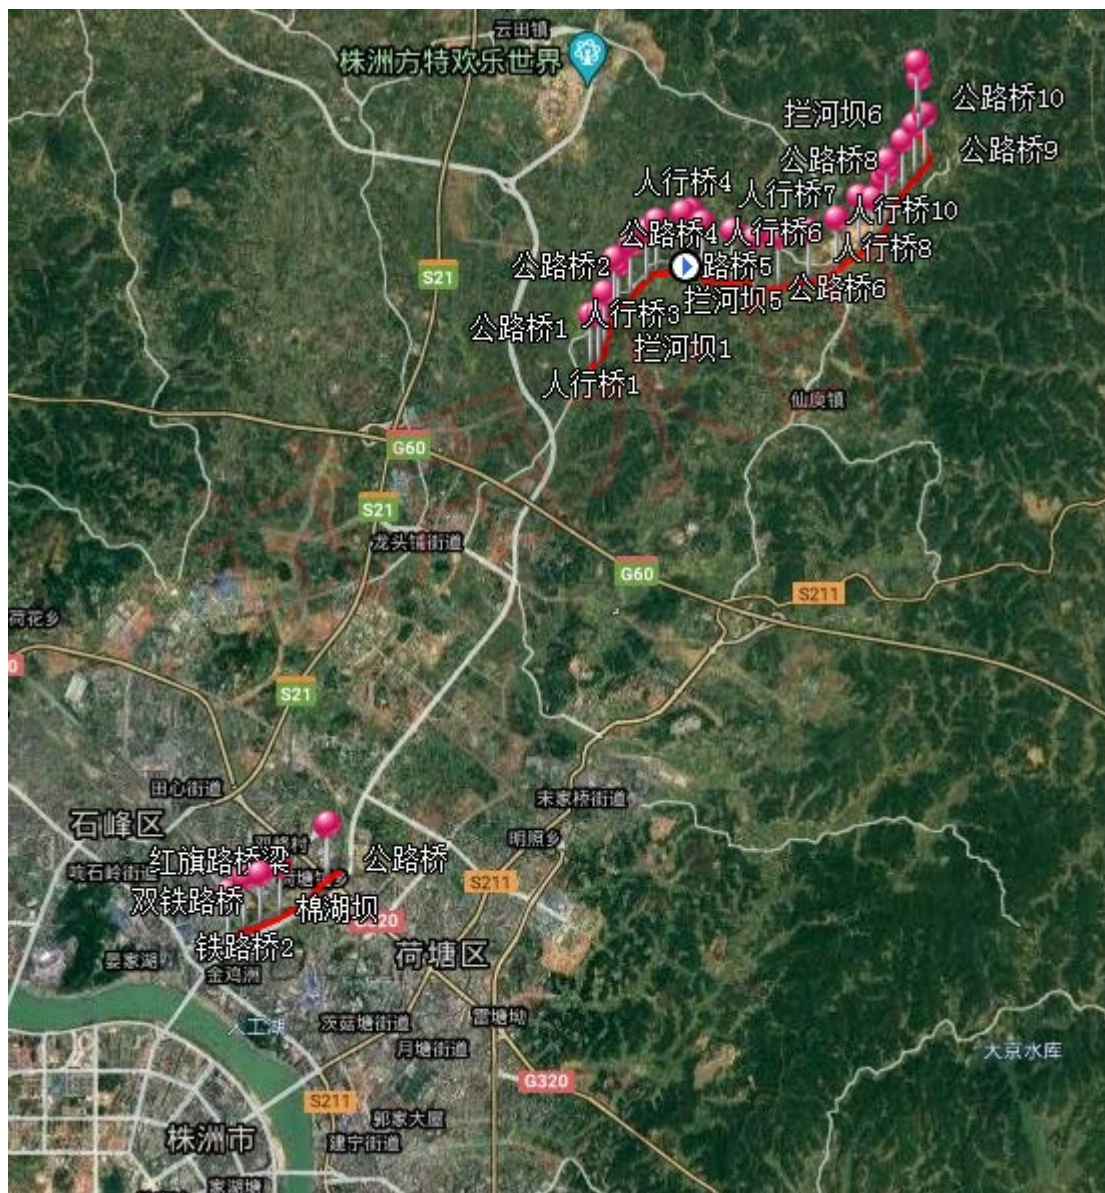 云田镇
株洲方特欢乐世界
公路桥10
拦河坝6
公路桥9
公路桥8
人行桥4
人行桥7
人行桥10
公路桥4
人行桥6
人行桥8
公路桥2
路桥5
公路桥6
拦河坝5
S21
人行桥3
公路桥1
拦河坝1
人行桥1
仙庾镇
G60
S21
龙头铺街道
G60
S211
荷花乡
0
S21
田心街道
宋家桥街道
石峰区
明照乡
红旗路桥梁
公路桥
S211
双铁路桥
棉湖坝
铁路桥2
荷塘区
金鸡洲
人工湖
茨菇塘街道
雷塘坳
月塘街道
大京水库
G320
S211
郭家大屋
株洲市
建宁街道